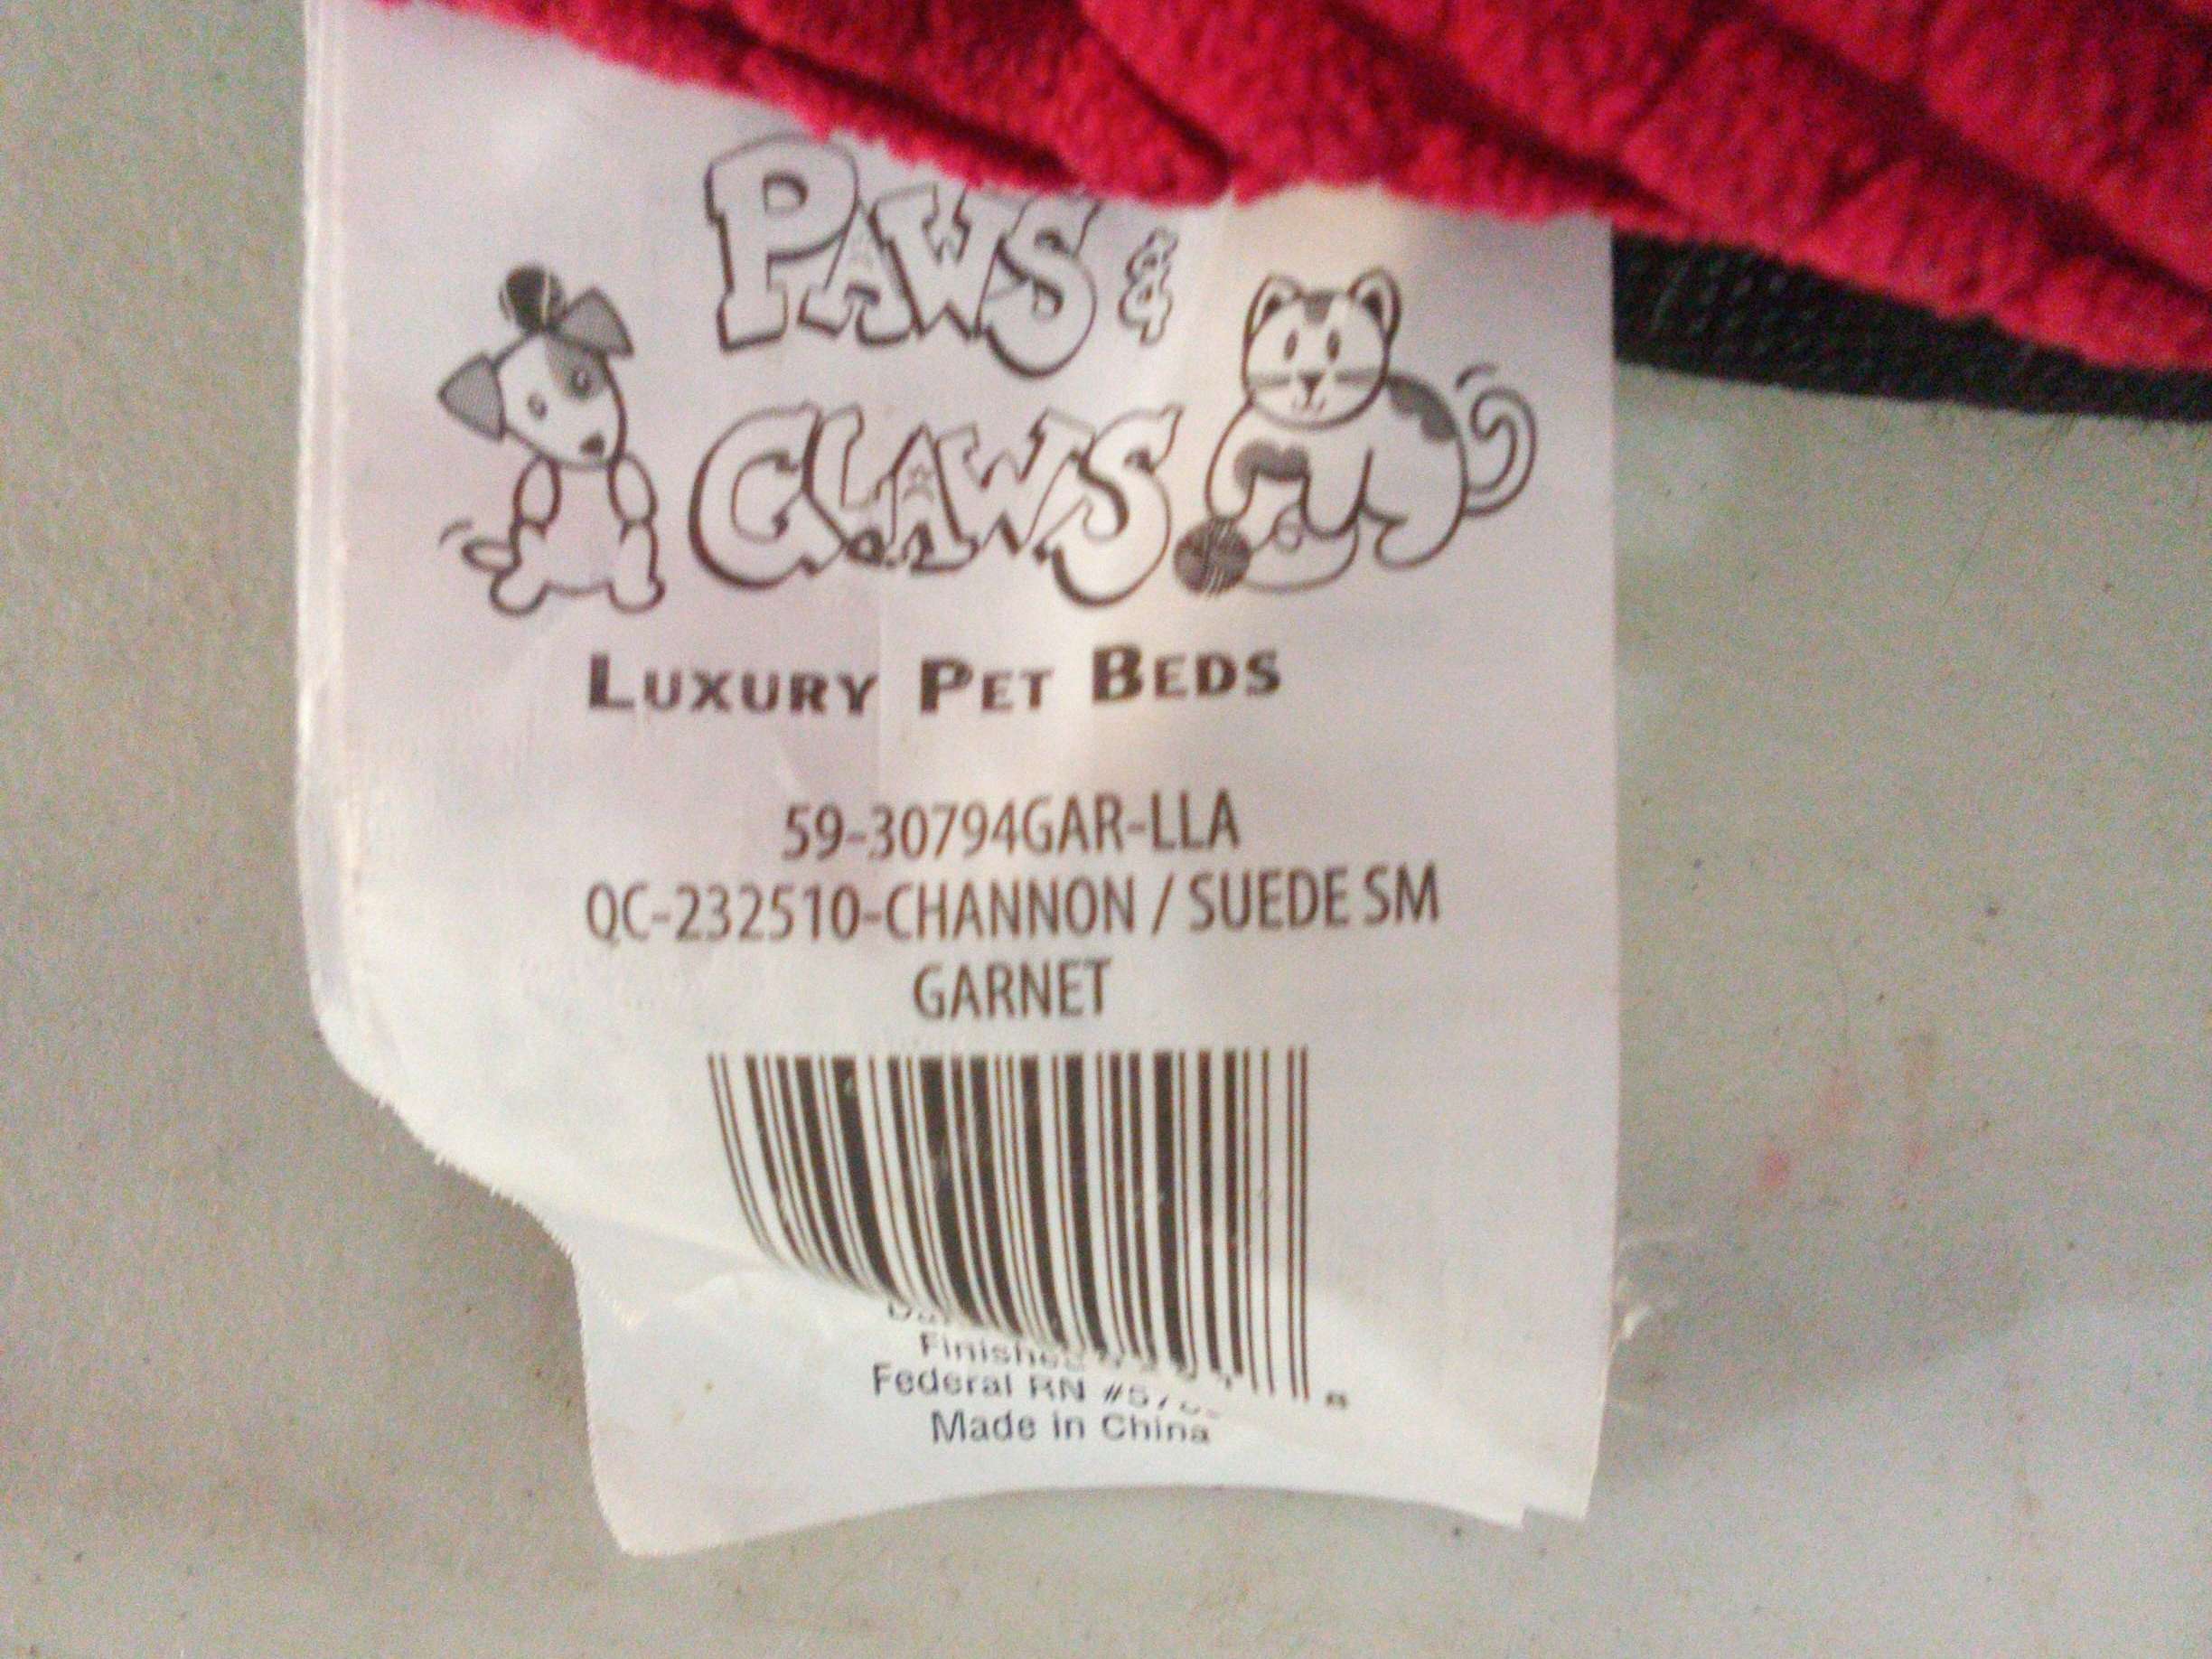 PAWS &
CLAWS
LUXURY PET BEDS
59-30794GAR-LLA
QC-232510-CHANNON / SUEDE SM
GARNET
Federal RN
Made in China